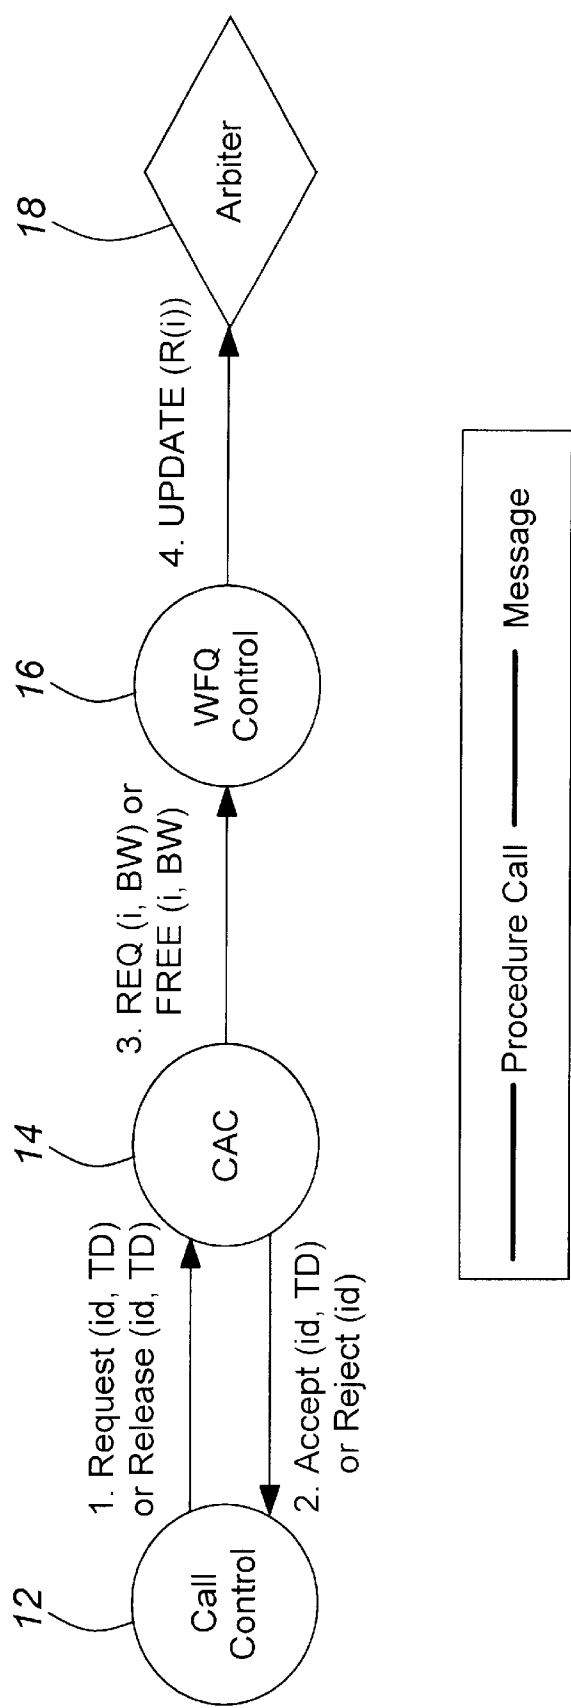 12
14
16
18
Call
Control
1. Request (id, TD)
or Release (id, TD)
2. Accept (id, TD)
or Reject (id)
CAC
3. REQ (i, BW) or
FREE (i, BW)
WFQ
Control
4. UPDATE (R(i))
Arbiter
Procedure Call
Message